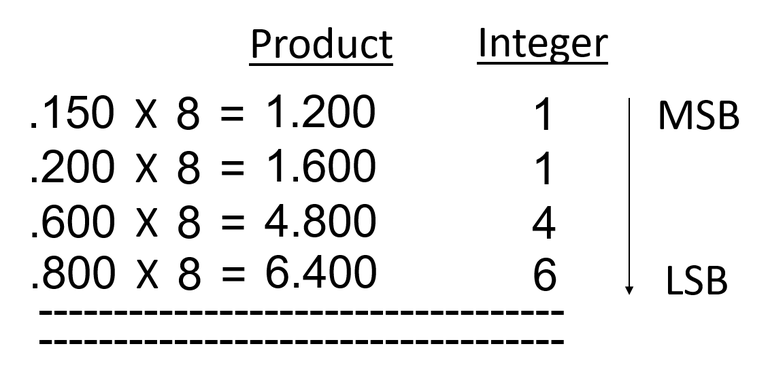 Product Integer
.150 X 8 = 1.200 1 MSB
.200 X 8 = 1.600 1
.600 X 8 = 4.800 4
.800 X 8 = 6.400 6 LSB
-----------------------------------
-----------------------------------